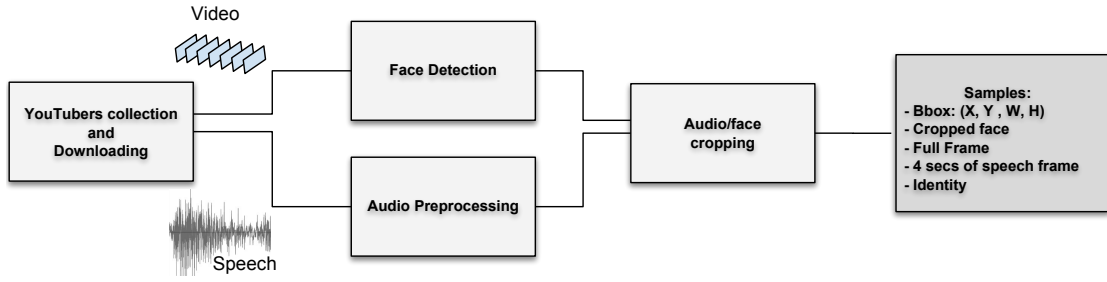 Video
YouTubers collection
and
Downloading
Speech
Face Detection
Audio Preprocessing
Audio/face
cropping
Samples:
- Bbox: (X, Y , W, H)
- Cropped face
- Full Frame
- 4 secs of speech frame
- Identity